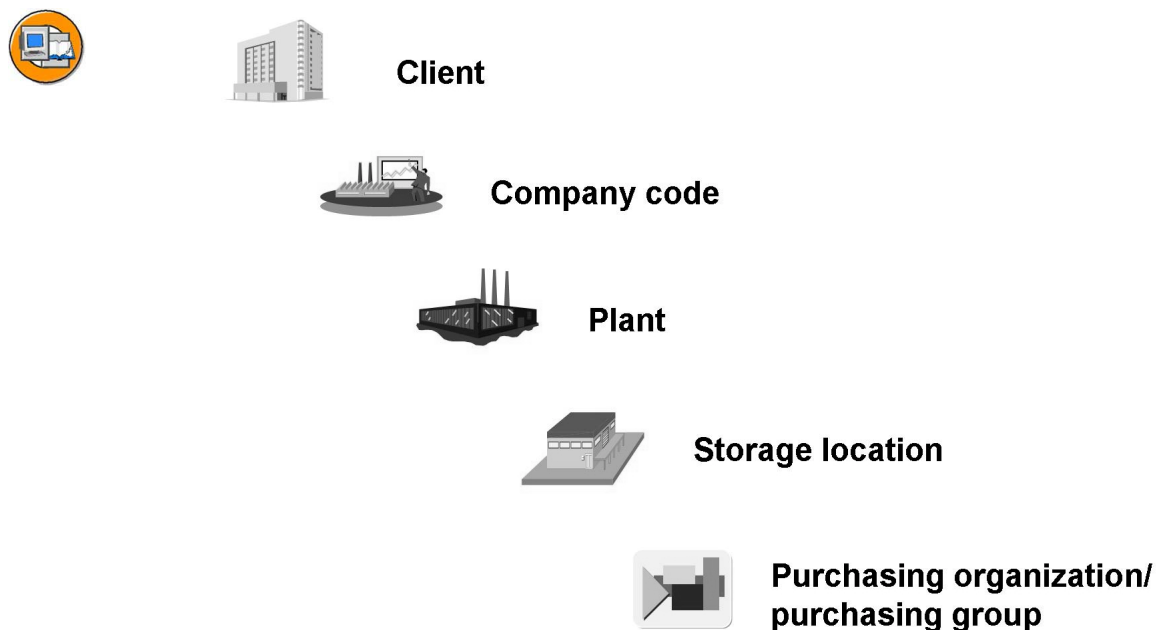 Client
Company code
Plant
Storage location
Purchasing organization/
purchasing group